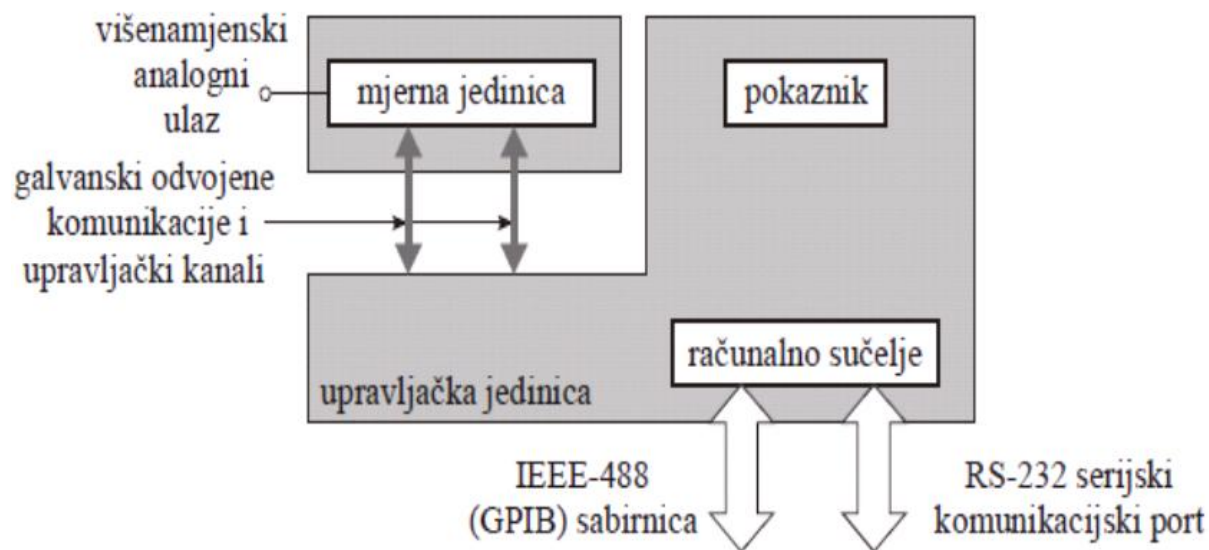 višenamjenski
analogni
ulaz
mjerna jedinica
pokaznik
galvanski odvojene
komunikacije i
upravljački kanali
računalno sučelje
upravljačka jedinica
IEEE-488
(GPIB) sabirnica
RS-232 serijski
komunikacijski port